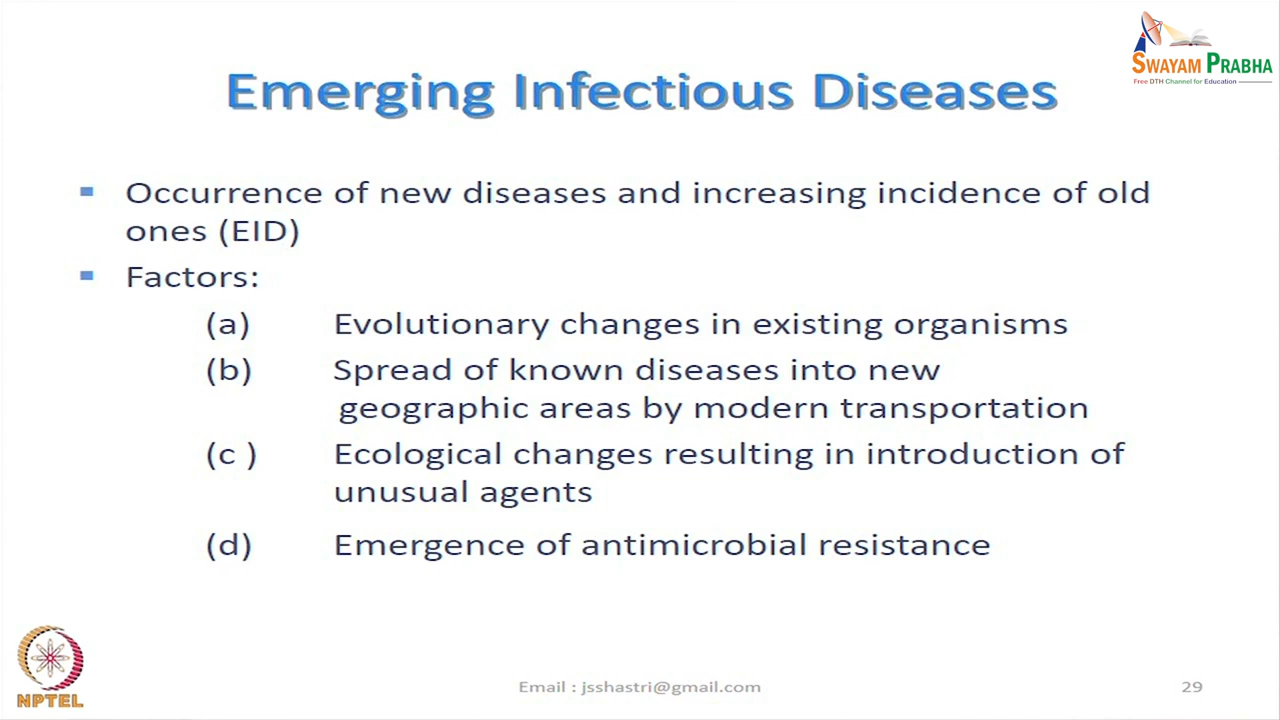 SWAYAM PRABHA
Free DTH Channel for Education
Emerging Infectious Diseases
Occurrence of new diseases and increasing incidence of old
ones (EID)
Factors:
(a) Evolutionary changes in existing organisms
(b) Spread of known diseases into new
geographic areas by modern transportation
(c ) Ecological changes resulting in introduction of
unusual agents
(d) Emergence of antimicrobial resistance
NPTEL
Email : jsshastri@gmail.com
29